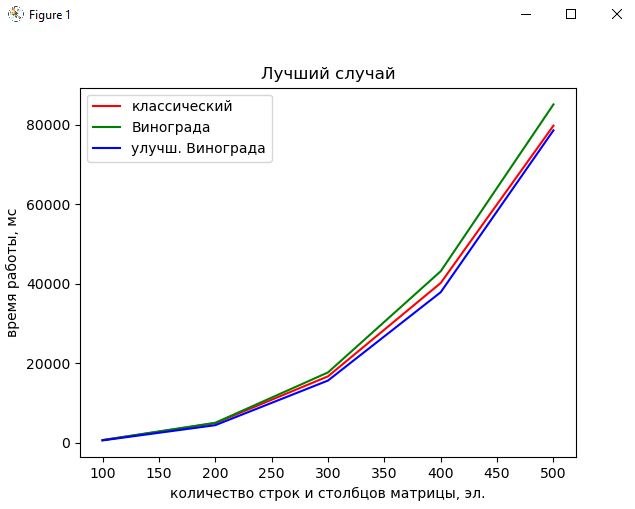 Figure 1
Лучший случай
классический
Винограда
улучш. Винограда
80000
60000
40000
20000
0
время работы, мс
100 150 200 250 300 350 400 450 500
количество строк и столбцов матрицы, эл.